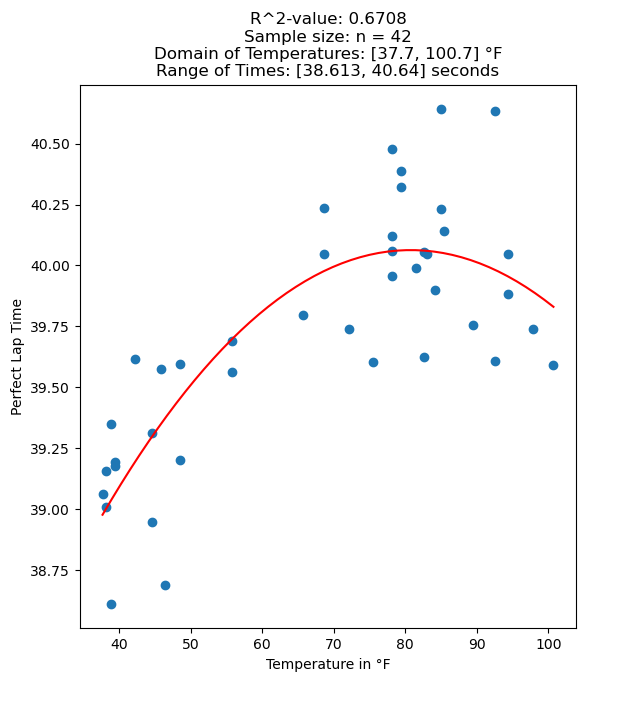 R^2-value: 0.6708
Sample size: n = 42
Domain of Temperatures: [37.7, 100.7] °F
Range of Times: [38.613, 40.64] seconds
40.50
40.25
40.00
39.75
39.50
39.25
39.00
38.75
Perfect Lap Time
40 50 60 70 80 90 100
Temperature in °F